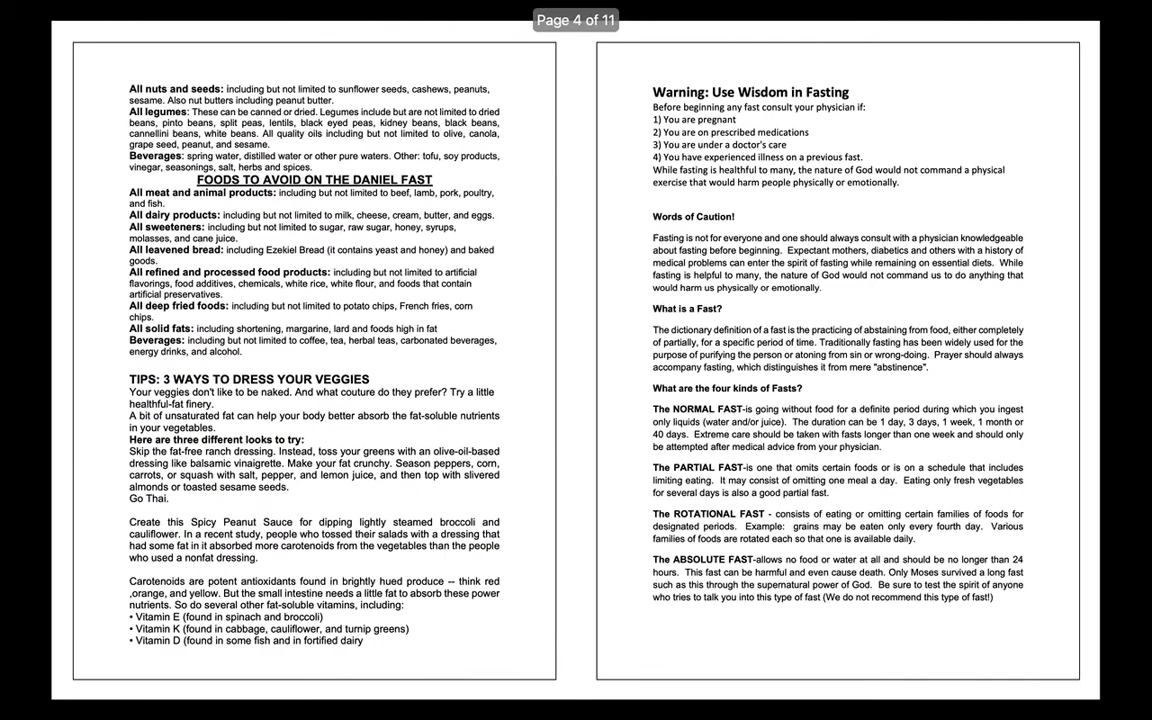 Page 4 of 11
All nuts and seeds: including but not limited to sunflower seeds, cashews, peanuts,
sesame. Also nut butters including peanut butter.
All legumes: These can be canned or dried. Legumes include but are not limited to dried
beans, pinto beans, split peas, lentils, black eyed peas, kidney beans, black beans,
cannellini beans, white beans. All quality oils including but not limited to olive, canola,
grape seed, peanut, and sesame.
Beverages: spring water, distilled water or other pure waters. Other: tofu, soy products,
vinegar, seasonings, salt, herbs and spices.
FOODS TO AVOID ON THE DANIEL FAST
All meat and animal products: including but not limited to beef, lamb, pork, poultry,
and fish.
All dairy products: including but not limited to milk, cheese, cream, butter, and eggs.
All sweeteners: including but not limited to sugar, raw sugar, honey, syrups,
molasses, and cane juice.
All leavened bread: including Ezekiel Bread (it contains yeast and honey) and baked
goods.
All refined and processed food products: including but not limited to artificial
flavorings, food additives, chemicals, white rice, white flour, and foods that contain
artificial preservatives.
All deep fried foods: including but not limited to potato chips, French fries, corn
chips.
All solid fats: including shortening, margarine, lard and foods high in fat
Beverages: including but not limited to coffee, tea, herbal teas, carbonated beverages,
energy drinks, and alcohol.
TIPS: 3 WAYS TO DRESS YOUR VEGGIES
Your veggies don't like to be naked. And what couture do they prefer? Try a little
healthful-fat finery.
A bit of unsaturated fat can help your body better absorb the fat-soluble nutrients
in your vegetables.
Here are three different looks to try:
Skip the fat-free ranch dressing. Instead, toss your greens with an olive-oil-based
dressing like balsamic vinaigrette. Make your fat crunchy. Season peppers, corn,
carrots, or squash with salt, pepper, and lemon juice, and then top with slivered
almonds or toasted sesame seeds.
Go Thai.
Create this Spicy Peanut Sauce for dipping lightly steamed broccoli and
cauliflower. In a recent study, people who tossed their salads with a dressing that
had some fat in it absorbed more carotenoids from the vegetables than the people
who used a nonfat dressing.
Carotenoids are potent antioxidants found in brightly hued produce -- think red
,orange, and yellow. But the small intestine needs a little fat to absorb these power
nutrients. So do several other fat-soluble vitamins, including:
• Vitamin E (found in spinach and broccoli)
• Vitamin K (found in cabbage, cauliflower, and turnip greens)
• Vitamin D (found in some fish and in fortified dairy
Warning: Use Wisdom in Fasting
Before beginning any fast consult your physician if:
1) You are pregnant
2) You are on prescribed medications
3) You are under a doctor's care
4) You have experienced illness on a previous fast.
While fasting is healthful to many, the nature of God would not command a physical
exercise that would harm people physically or emotionally.
Words of Caution!
Fasting is not for everyone and one should always consult with a physician knowledgeable
about fasting before beginning. Expectant mothers, diabetics and others with a history of
medical problems can enter the spirit of fasting while remaining on essential diets. While
fasting is helpful to many, the nature of God would not command us to do anything that
would harm us physically or emotionally.
What is a Fast?
The dictionary definition of a fast is the practicing of abstaining from food, either completely
of partially, for a specific period of time. Traditionally fasting has been widely used for the
purpose of purifying the person or atoning from sin or wrong-doing. Prayer should always
accompany fasting, which distinguishes it from mere "abstinence".
What are the four kinds of Fasts?
The NORMAL FAST-is going without food for a definite period during which you ingest
only liquids (water and/or juice). The duration can be 1 day, 3 days, 1 week, 1 month or
40 days. Extreme care should be taken with fasts longer than one week and should only
be attempted after medical advice from your physician.
The PARTIAL FAST-is one that omits certain foods or is on a schedule that includes
limiting eating. It may consist of omitting one meal a day. Eating only fresh vegetables
for several days is also a good partial fast.
The ROTATIONAL FAST - consists of eating or omitting certain families of foods for
designated periods. Example: grains may be eaten only every fourth day. Various
families of foods are rotated each so that one is available daily.
The ABSOLUTE FAST-allows no food or water at all and should be no longer than 24
hours. This fast can be harmful and even cause death. Only Moses survived a long fast
such as this through the supernatural power of God. Be sure to test the spirit of anyone
who tries to talk you into this type of fast (We do not recommend this type of fast!)